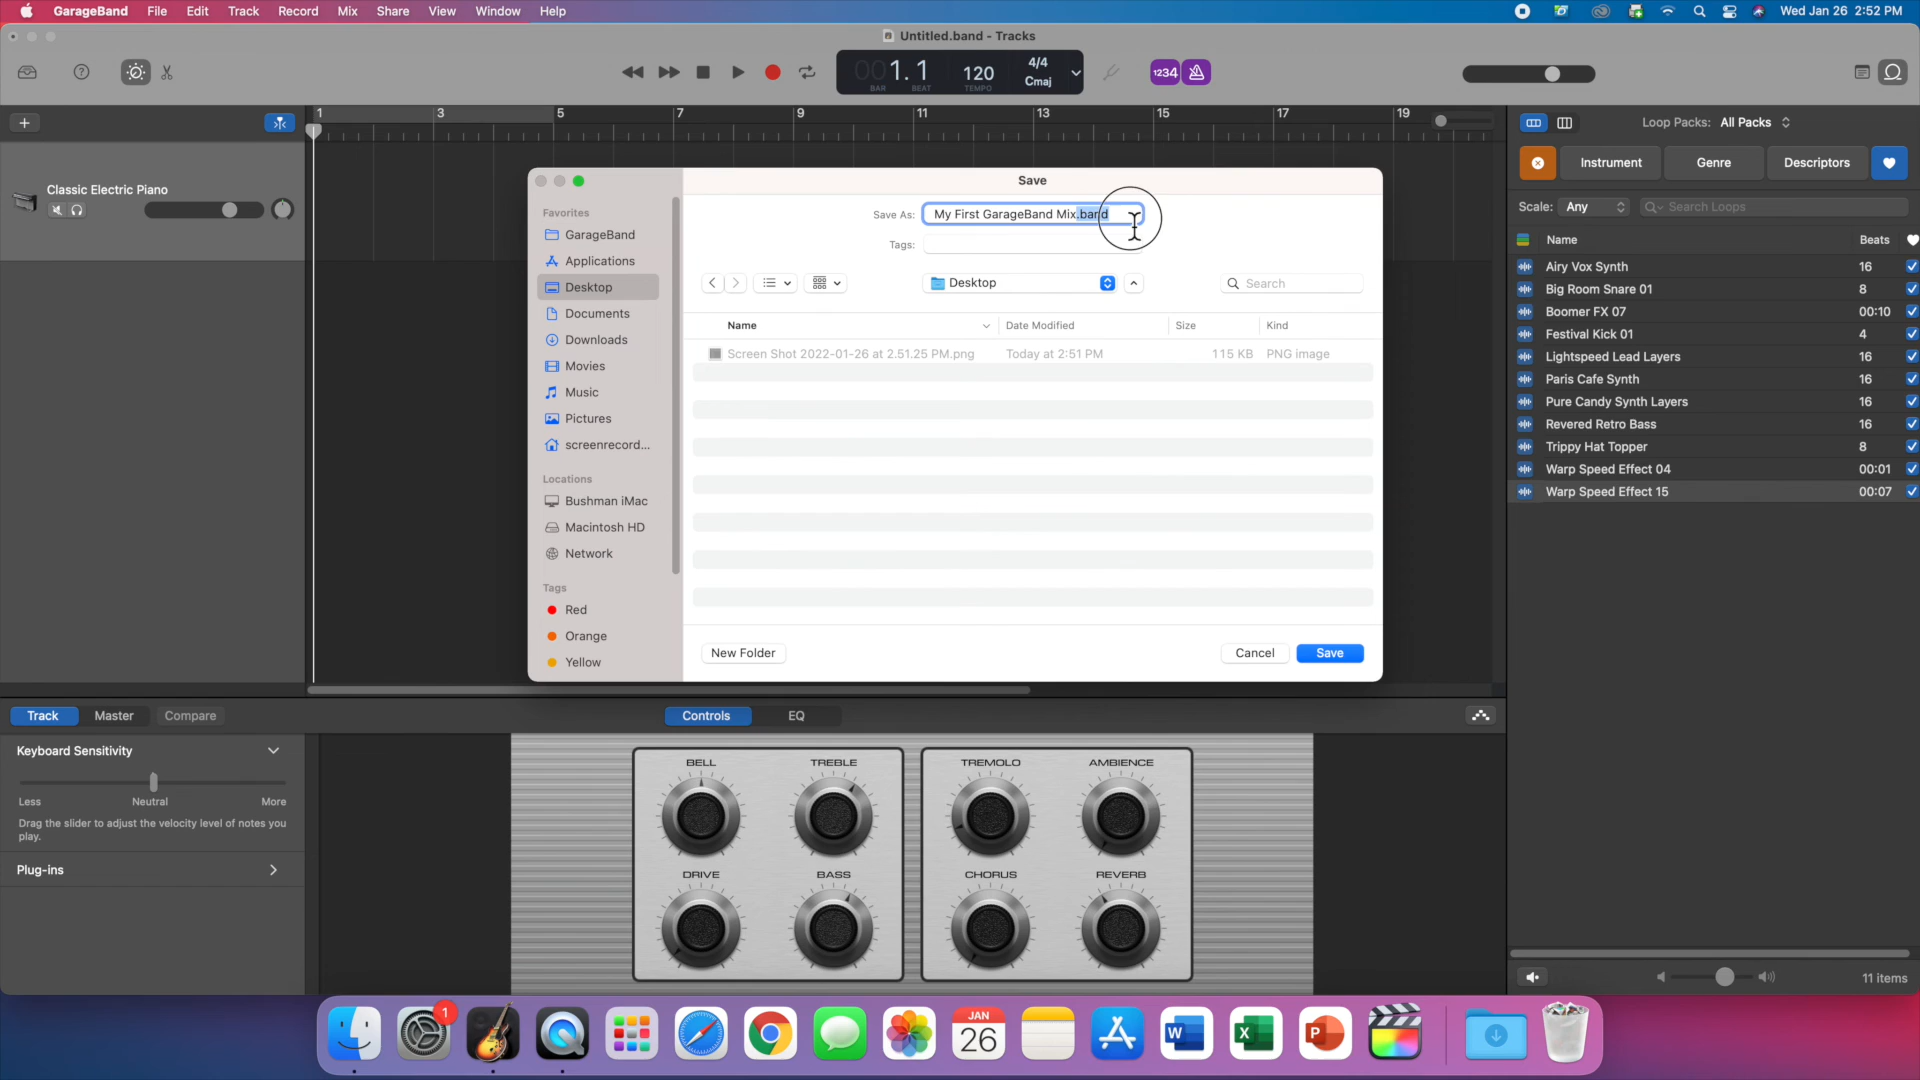 GarageBand File Edit Track Record Mix Share View Window Help Wed Jan 26 2:52 PM
Untitled.band - Tracks
001.1 120 4/4
Cmaj
BAR BEAT TEMPO
1234
1 3 5 7 9 11 13 15 17 19
Classic Electric Piano
Save
Save As: My First GarageBand Mix.band
Tags:
Desktop
Search
Favorites
GarageBand
Applications
Desktop
Documents
Downloads
Movies
Music
Pictures
screenrecord...
Locations
Bushman iMac
Macintosh HD
Network
Tags
Red
Orange
Yellow
Name Date Modified Size Kind
Screen Shot 2022-01-26 at 2.51.25 PM.png Today at 2:51 PM 115 KB PNG image
New Folder Cancel Save
Loop Packs: All Packs
Instrument Genre Descriptors
Scale: Any Search Loops
Name Beats
Airy Vox Synth 16
Big Room Snare 01 8
Boomer FX 07 00:10
Festival Kick 01 4
Lightspeed Lead Layers 16
Paris Cafe Synth 16
Pure Candy Synth Layers 16
Revered Retro Bass 16
Trippy Hat Topper 8
Warp Speed Effect 04 00:01
Warp Speed Effect 15 00:07
11 items
Track Master Compare
Controls EQ
Keyboard Sensitivity
Less Neutral More
Drag the slider to adjust the velocity level of notes you
play.
Plug-ins
BELL TREBLE TREMOLO AMBIENCE
DRIVE BASS CHORUS REVERB
1
JAN
26
W
X
P